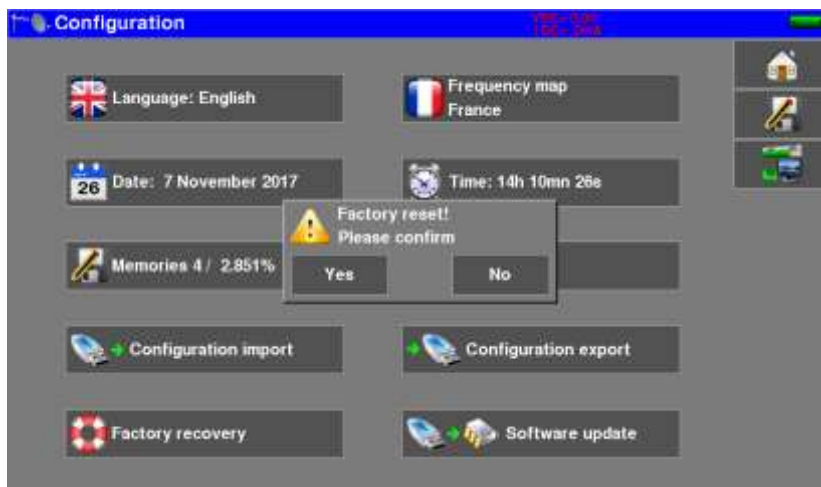 Configuration
Language: English
Frequency map
France
26
Date: 7 November 2017
Time: 14h 10mn 26s
Factory reset!
Please confirm
Memories 4 / 2.851%
Yes
No
Configuration import
Configuration export
Factory recovery
Software update